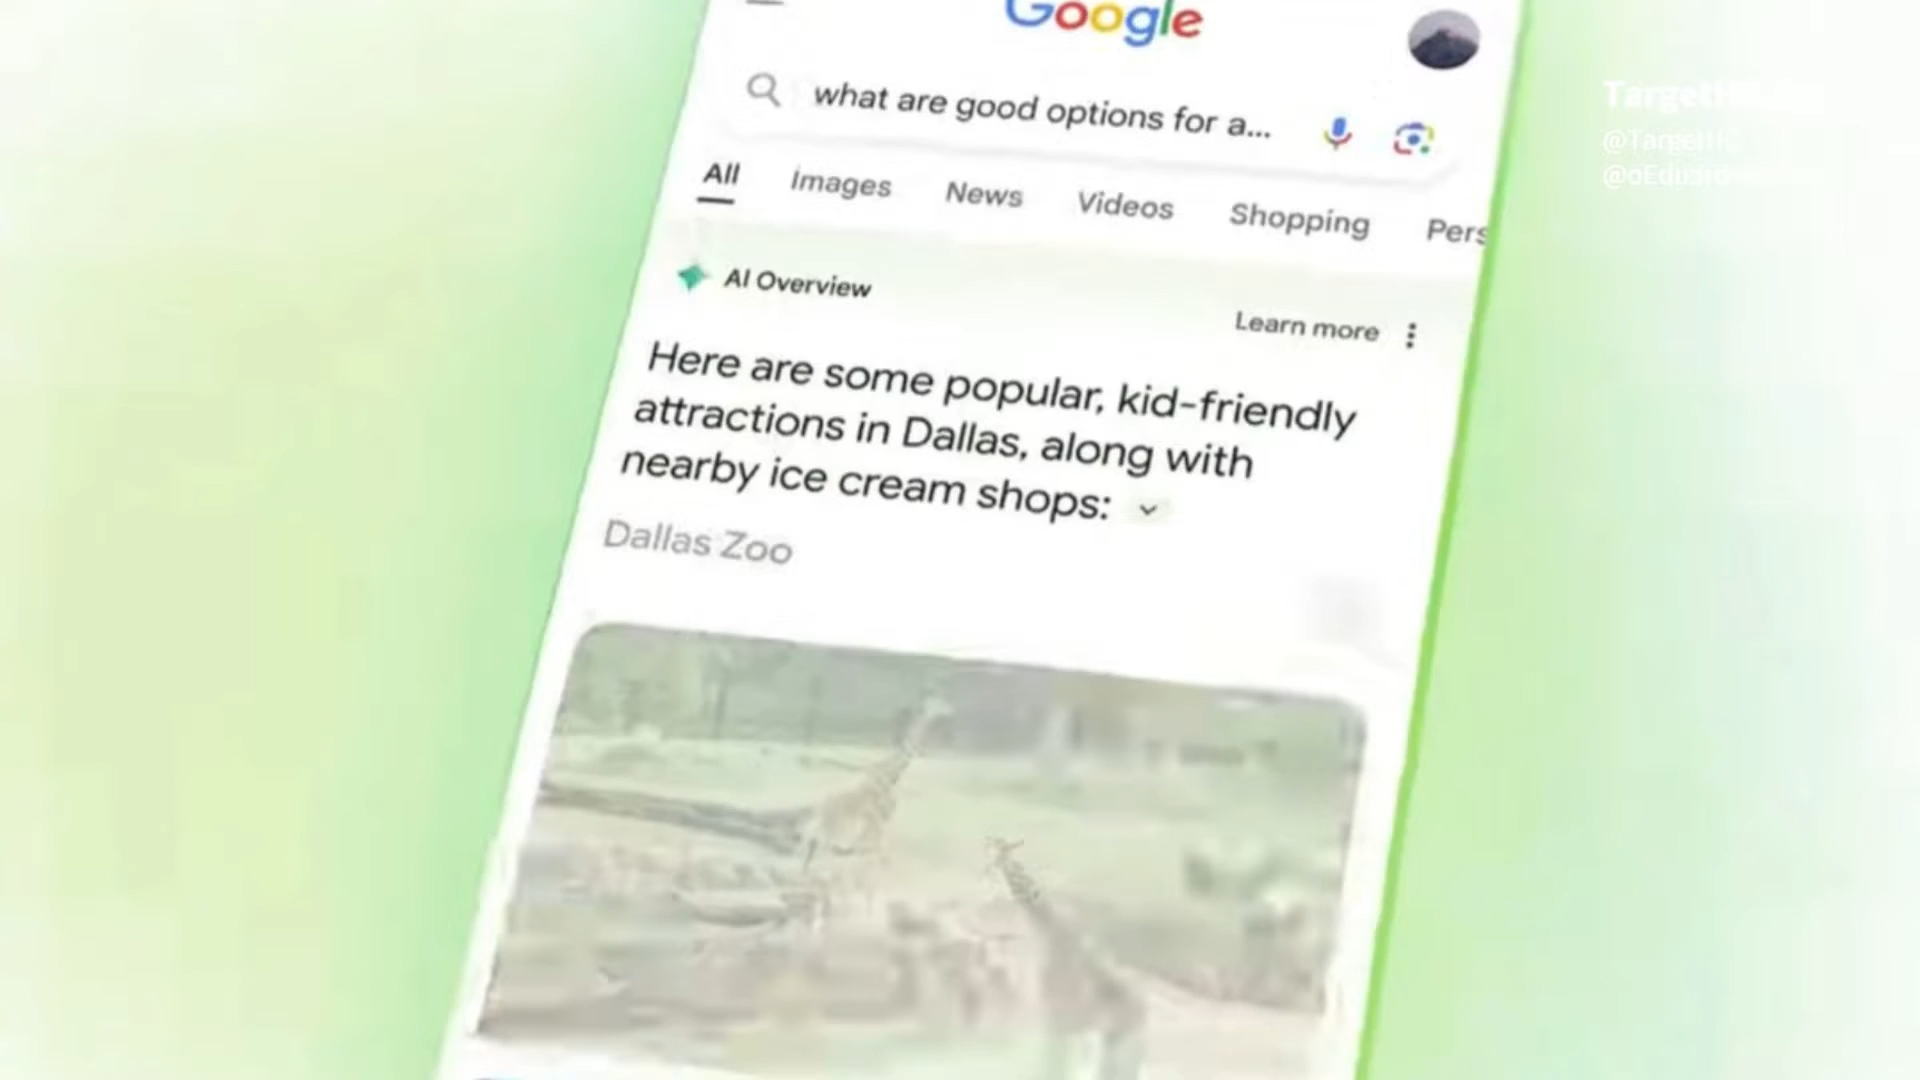 Google
what are good options for a...
All Images News Videos Shopping Pers
AI Overview
Learn more
Here are some popular, kid-friendly
attractions in Dallas, along with
nearby ice cream shops:
Dallas Zoo